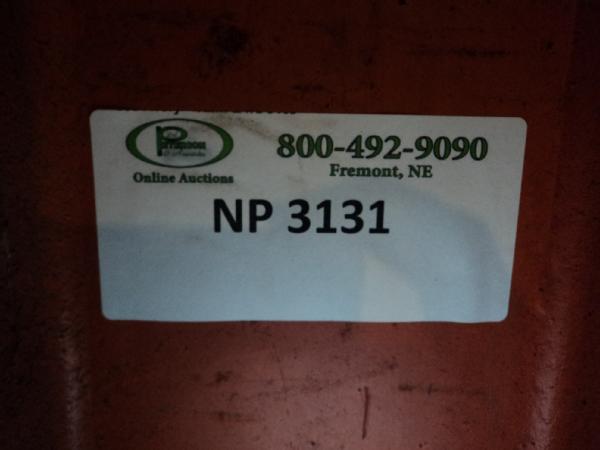 800-492-9090
Fremont, NE
Online Auctions
NP 3131